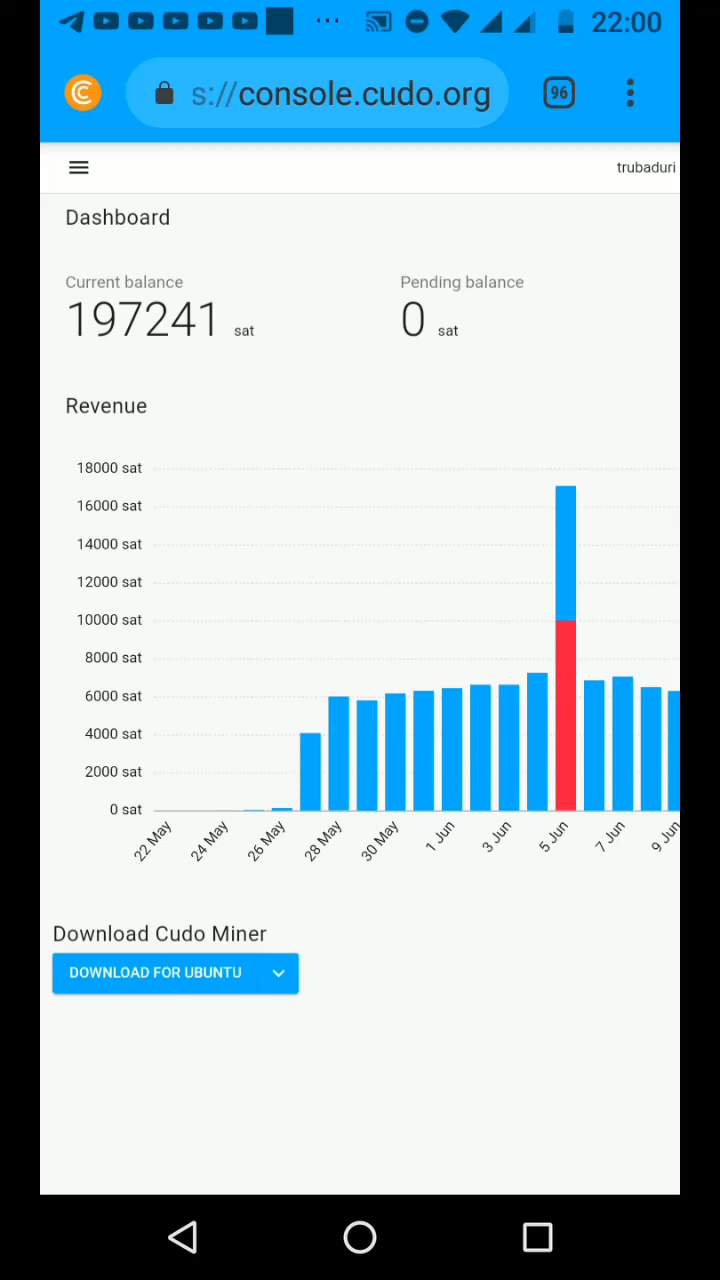 22:00
s://console.cudo.org
96
trubaduri
Dashboard
Current balance
Pending balance
197241 sat
0 sat
Revenue
18000 sat
16000 sat
14000 sat
12000 sat
10000 sat
8000 sat
6000 sat
4000 sat
2000 sat
0 sat
22 May
24 May
26 May
28 May
30 May
1 Jun
3 Jun
5 Jun
7 Jun
9 Jun
Download Cudo Miner
DOWNLOAD FOR UBUNTU